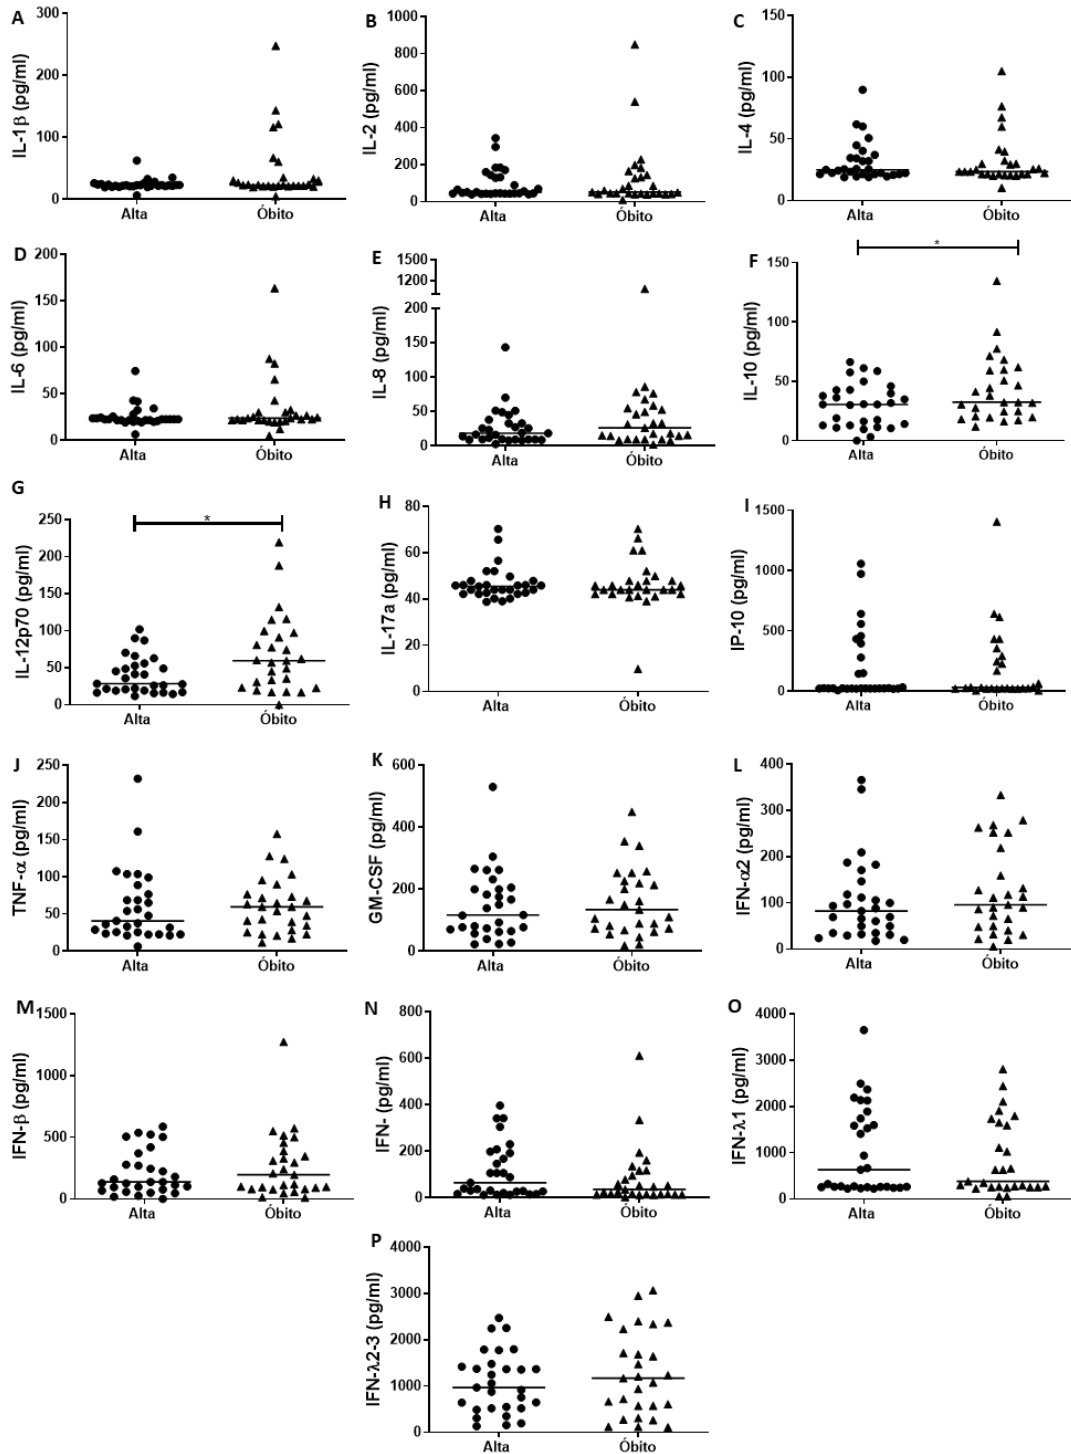 A
IL-1β (pg/ml)
300
200
100
0
Alta
Óbito
B
IL-2 (pg/ml)
1000
800
600
400
200
0
Alta
Óbito
C
IL-4 (pg/ml)
150
100
50
0
Alta
Óbito
D
IL-6 (pg/ml)
200
150
100
50
0
Alta
Óbito
E
IL-8 (pg/ml)
1500
1200
200
150
100
50
0
Alta
Óbito
F
*
IL-10 (pg/ml)
150
100
50
0
Alta
Óbito
G
*
IL-12p70 (pg/ml)
250
200
150
100
50
0
Alta
Óbito
H
IL-17a (pg/ml)
80
60
40
20
0
Alta
Óbito
I
IP-10 (pg/ml)
1500
1000
500
0
Alta
Óbito
J
TNF-α (pg/ml)
250
200
150
100
50
0
Alta
Óbito
K
GM-CSF (pg/ml)
600
400
200
0
Alta
Óbito
L
IFN-α2 (pg/ml)
400
300
200
100
0
Alta
Óbito
M
IFN-β (pg/ml)
1500
1000
500
0
Alta
Óbito
N
IFN- (pg/ml)
800
600
400
200
0
Alta
Óbito
O
IFN-λ1 (pg/ml)
4000
3000
2000
1000
0
Alta
Óbito
P
IFN-λ2-3 (pg/ml)
4000
3000
2000
1000
0
Alta
Óbito